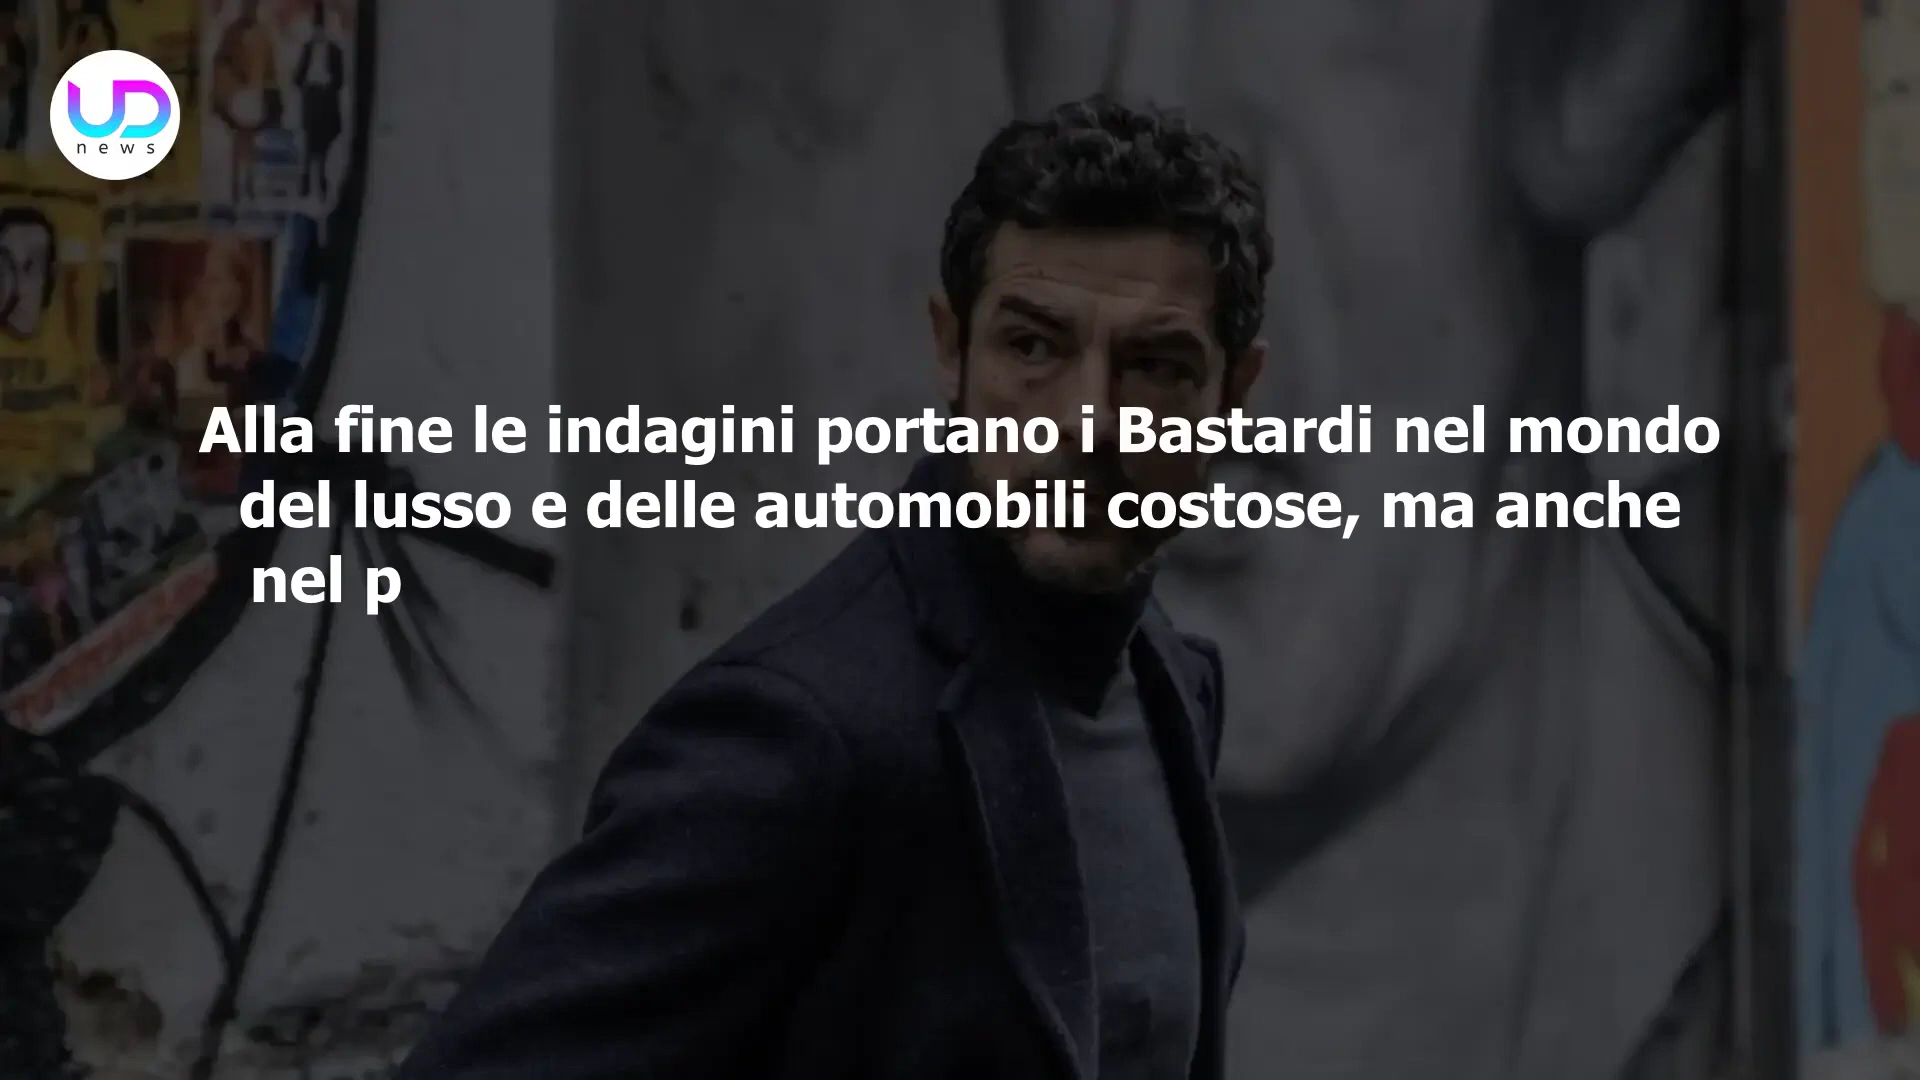 UD
news
Alla fine le indagini portano i Bastardi nel mondo
del lusso e delle automobili costose, ma anche
nel p